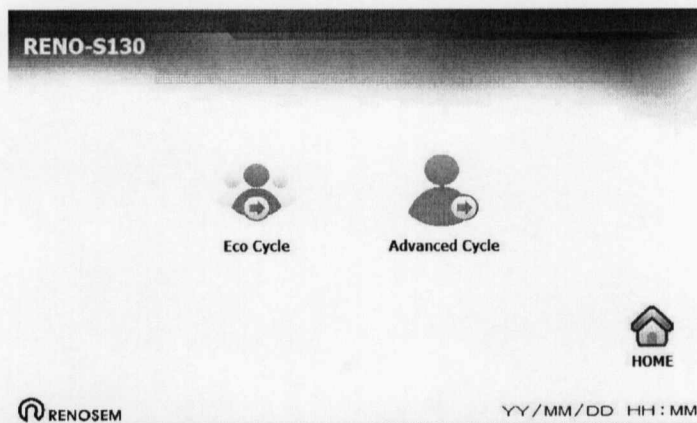 RENO-S130
Eco Cycle
Advanced Cycle
HOME
RENOSEM
YY/MM/DD HH:MM